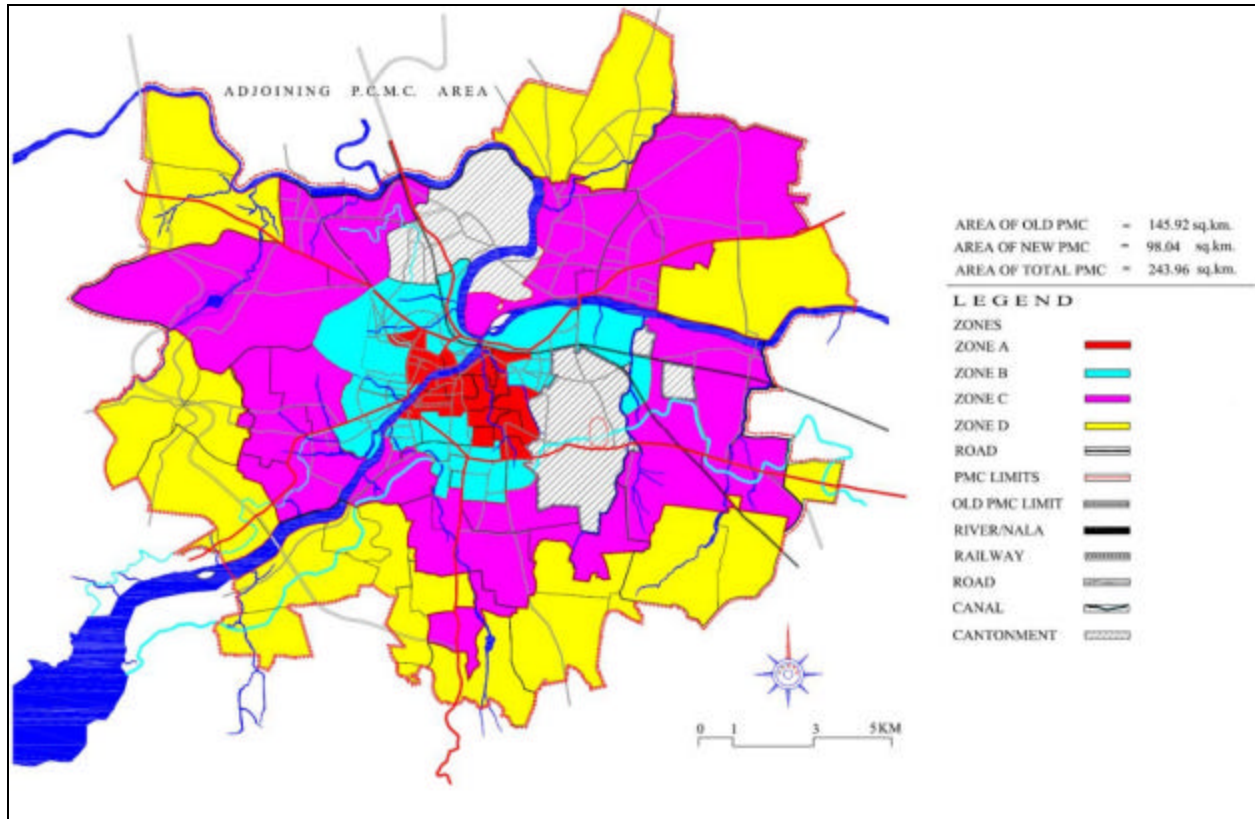 ADJOINING P.C.M.C. AREA
AREA OF OLD PMC = 145.92 sq.km.
AREA OF NEW PMC = 98.04 sq.km.
AREA OF TOTAL PMC = 243.96 sq.km.
LEGEND
ZONES
ZONE A
ZONE B
ZONE C
ZONE D
ROAD
PMC LIMITS
OLD PMC LIMIT
RIVER/NALA
RAILWAY
ROAD
CANAL
CANTONMENT
0 1 3 5KM